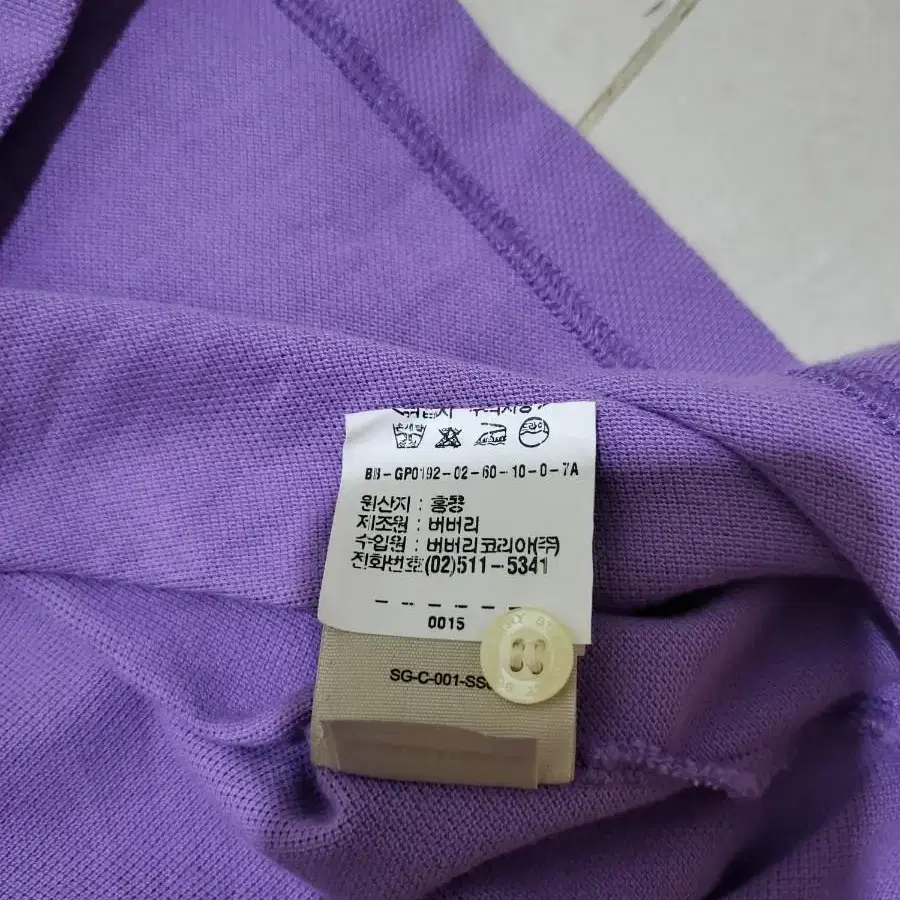 BB-GP0192-02-60-10-0-7A
원산지 : 홍콩
제조원 : 버버리
수입원 : 버버리코리아(주)
전화번호(02)511-5341
0015
SG-C-001-SS